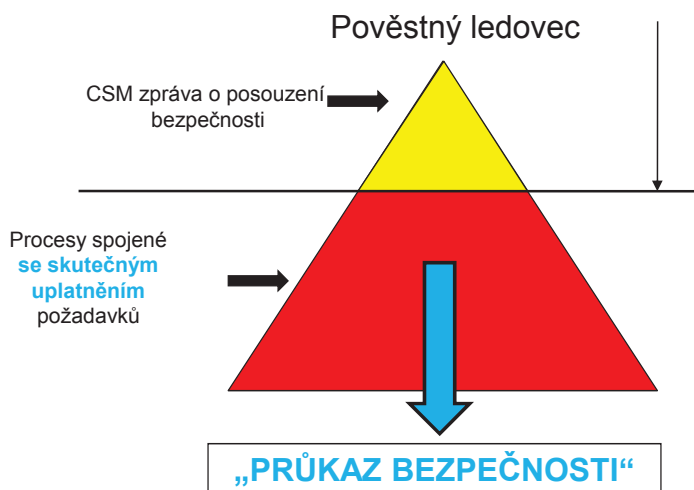 Pověstný ledovec
CSM zpráva o posouzení
bezpečnosti
Procesy spojené
se skutečným
uplatněním
požadavků
„PRŮKAZ BEZPEČNOSTI“